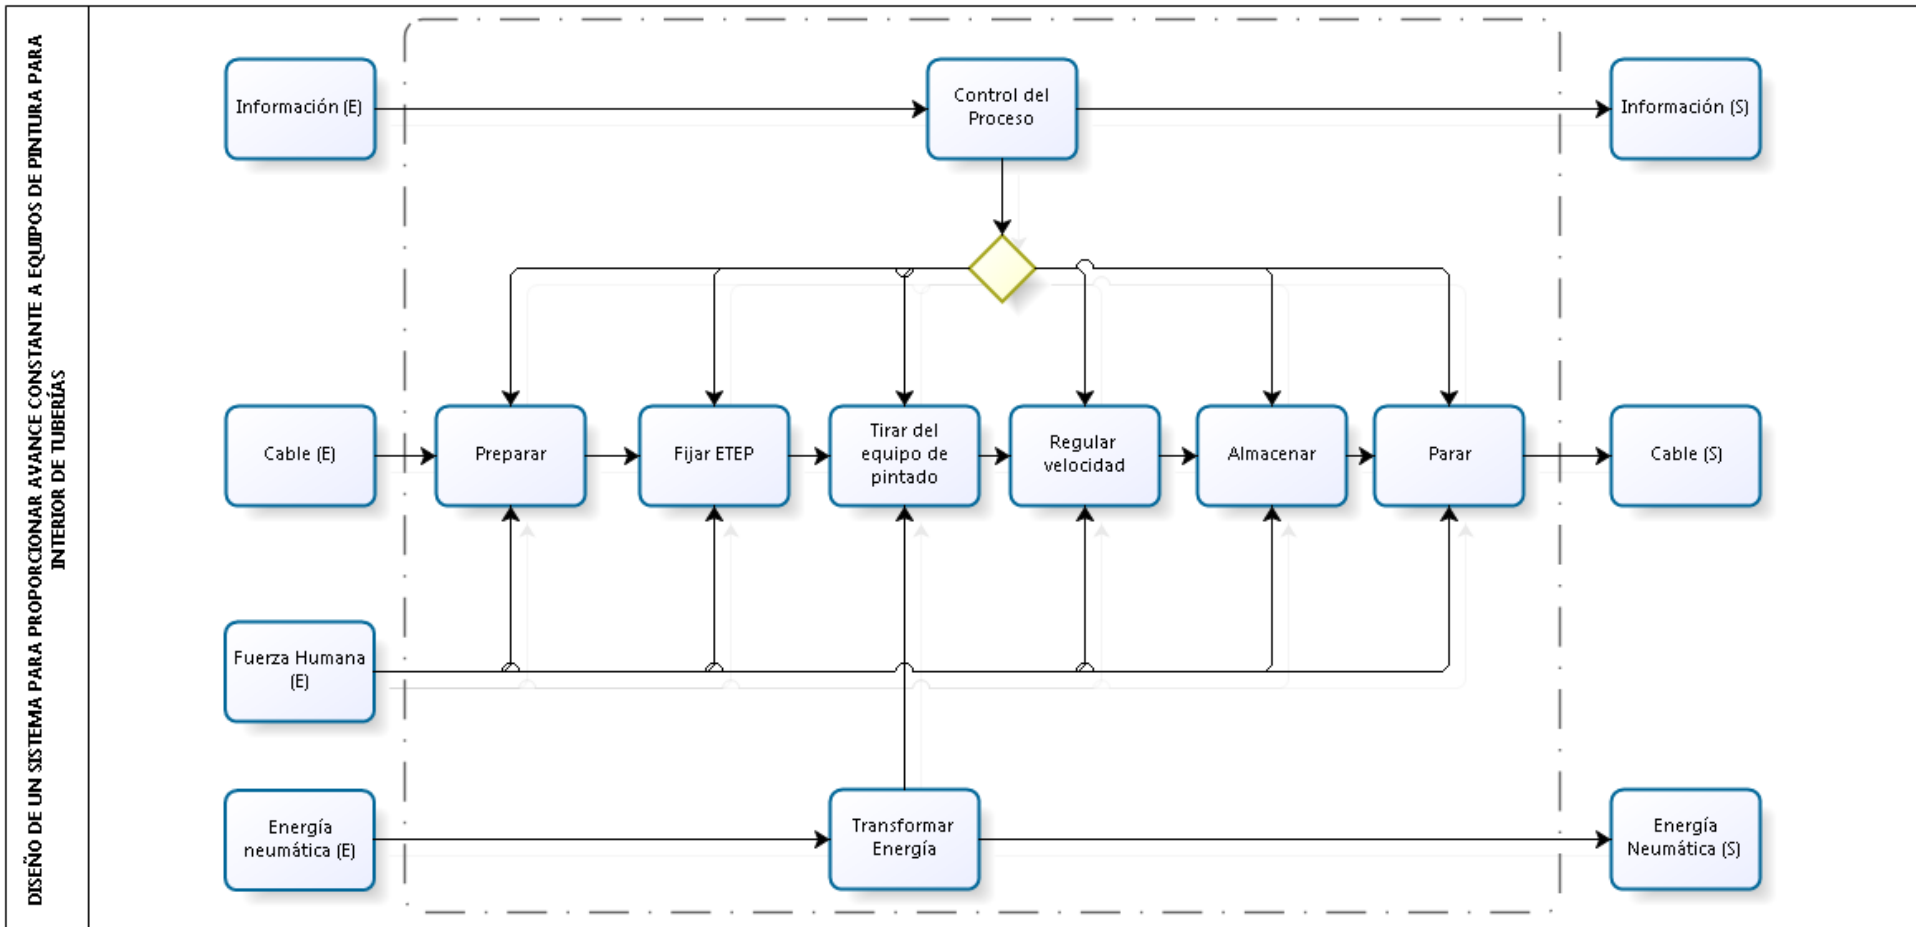 DISEÑO DE UN SISTEMA PARA PROPORCIONAR AVANCE CONSTANTE A EQUIPOS DE PINTURA PARA
INTERIOR DE TUBERÍAS
Información (E)
Control del
Proceso
Información (S)
Cable (E)
Preparar
Fijar ETEP
Tirar del
equipo de
pintado
Regular
velocidad
Almacenar
Parar
Cable (S)
Fuerza Humana
(E)
Energía
neumática (E)
Transformar
Energía
Energía
Neumática (S)